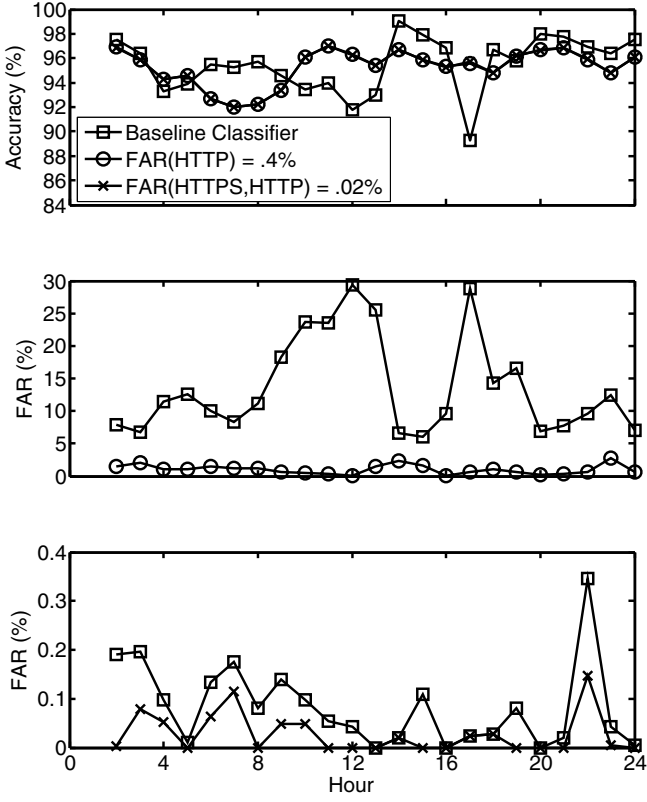 100
98
96
94
92
90
88
86
84
Accuracy (%)
Baseline Classifier
FAR(HTTP) = .4%
FAR(HTTPS,HTTP) = .02%
30
25
20
15
10
5
0
FAR (%)
0.4
0.3
0.2
0.1
0
FAR (%)
0 4 8 12 16 20 24
Hour